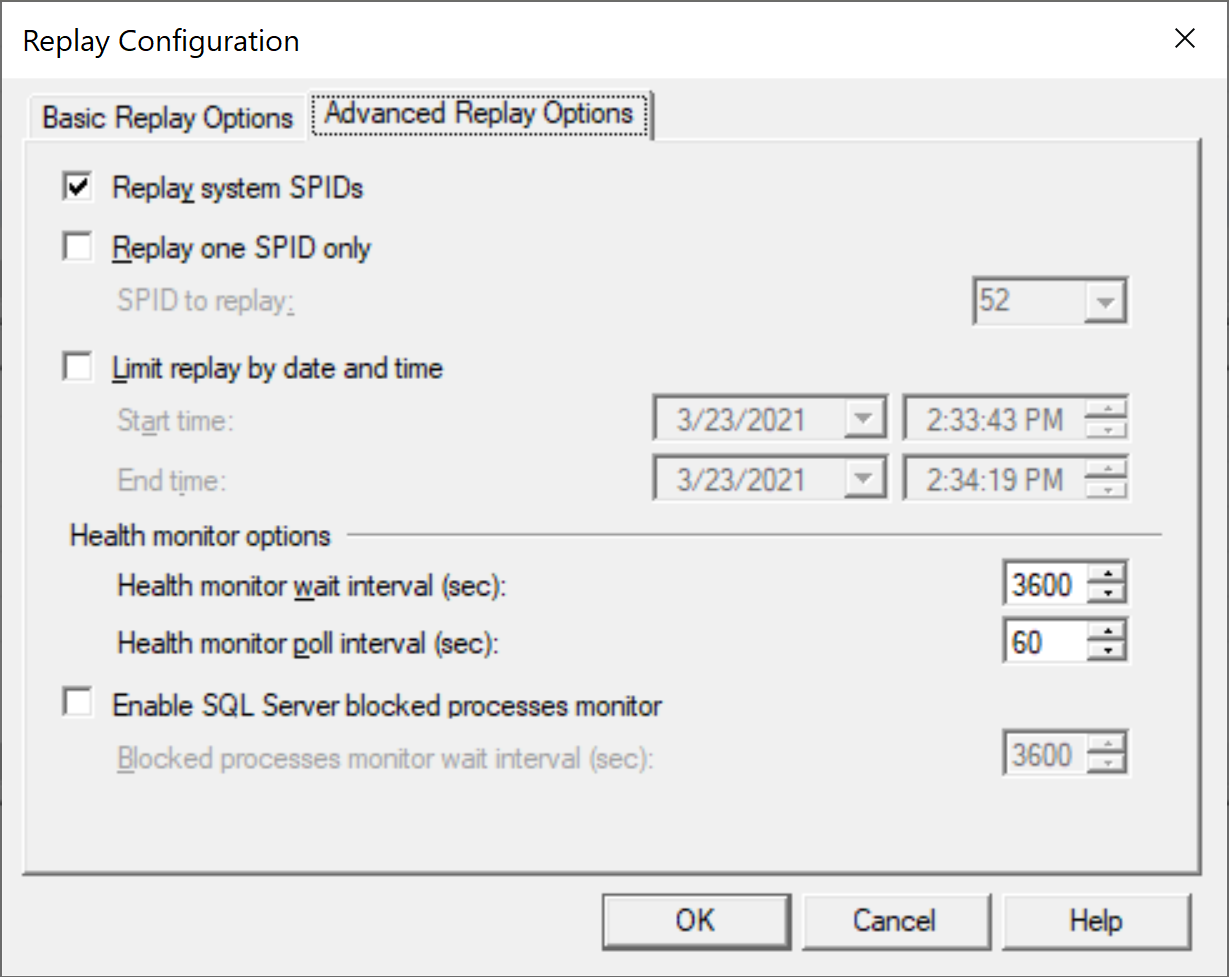 Replay Configuration
Basic Replay Options Advanced Replay Options
Replay system SPIDs
Replay one SPID only
SPID to replay: 52
Limit replay by date and time
Start time: 3/23/2021 2:33:43 PM
End time: 3/23/2021 2:34:19 PM
Health monitor options
Health monitor wait interval (sec): 3600
Health monitor poll interval (sec): 60
Enable SQL Server blocked processes monitor
Blocked processes monitor wait interval (sec): 3600
OK Cancel Help